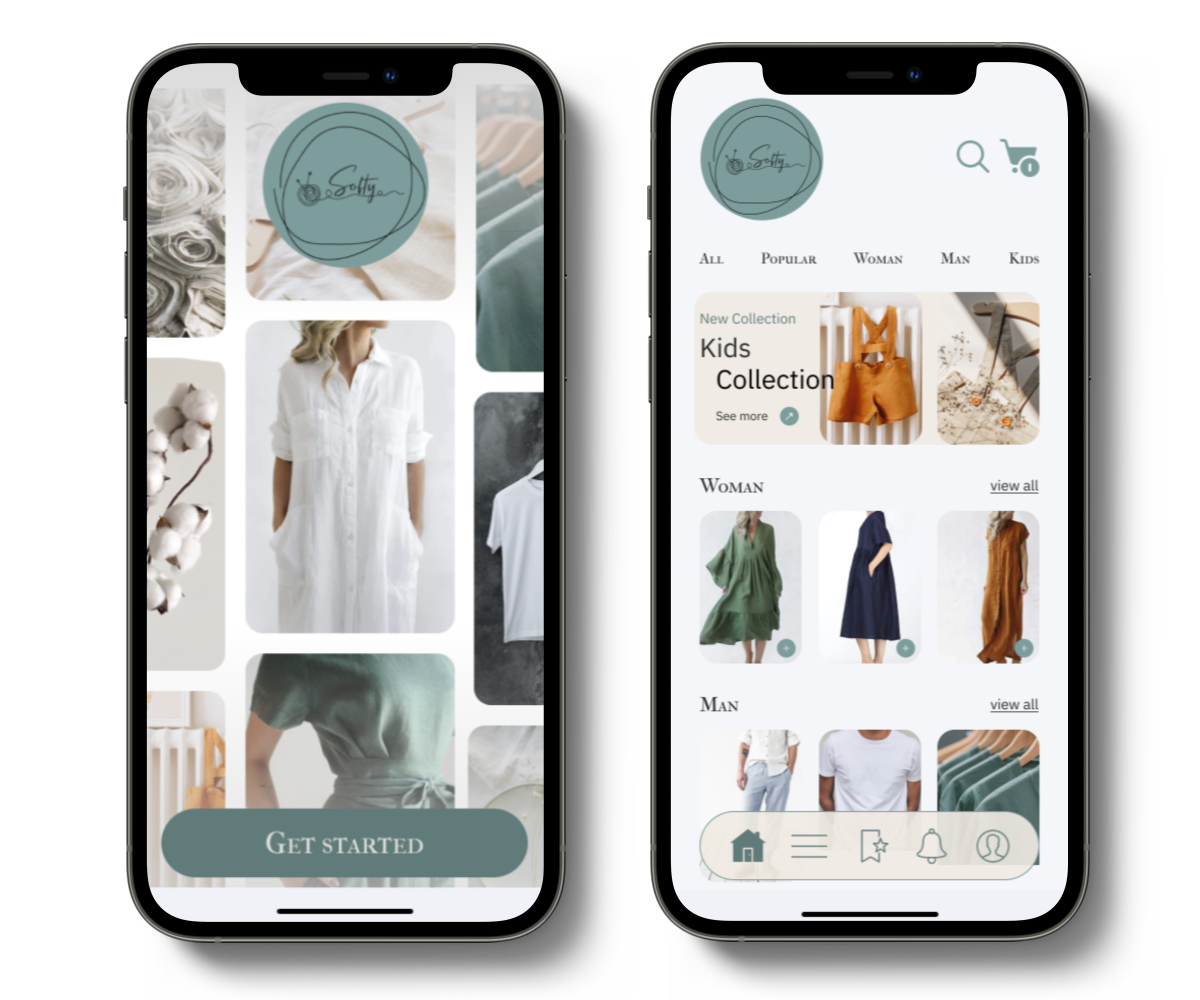 Softy
GET STARTED
Softy
1
ALL POPULAR WOMAN MAN KIDS
New Collection
Kids
Collection
See more
WOMAN
view all
MAN
view all